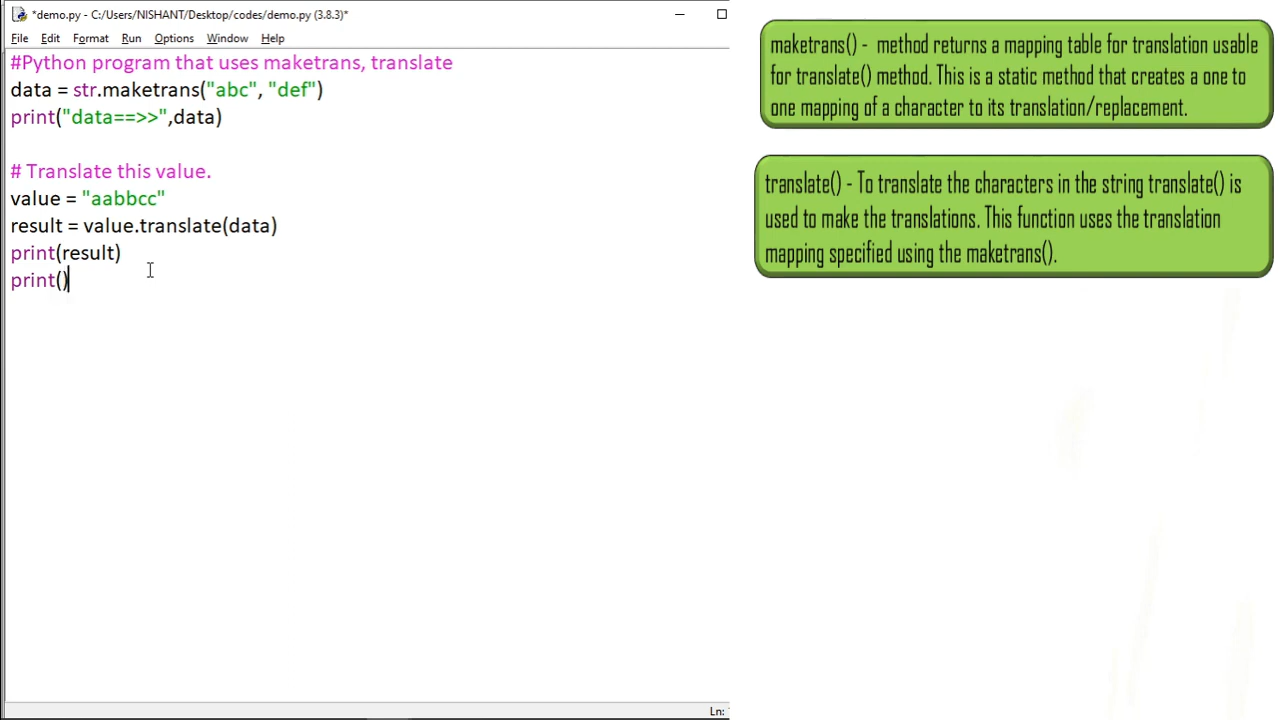 *demo.py - C:/Users/NISHANT/Desktop/codes/demo.py (3.8.3)*
File Edit Format Run Options Window Help
#Python program that uses maketrans, translate
data = str.maketrans("abc", "def")
print("data==>>",data)
# Translate this value.
value = "aabbcc"
result = value.translate(data)
print(result)
print()
Ln:
maketrans() - method returns a mapping table for translation usable
for translate() method. This is a static method that creates a one to
one mapping of a character to its translation/replacement.
translate() - To translate the characters in the string translate() is
used to make the translations. This function uses the translation
mapping specified using the maketrans().